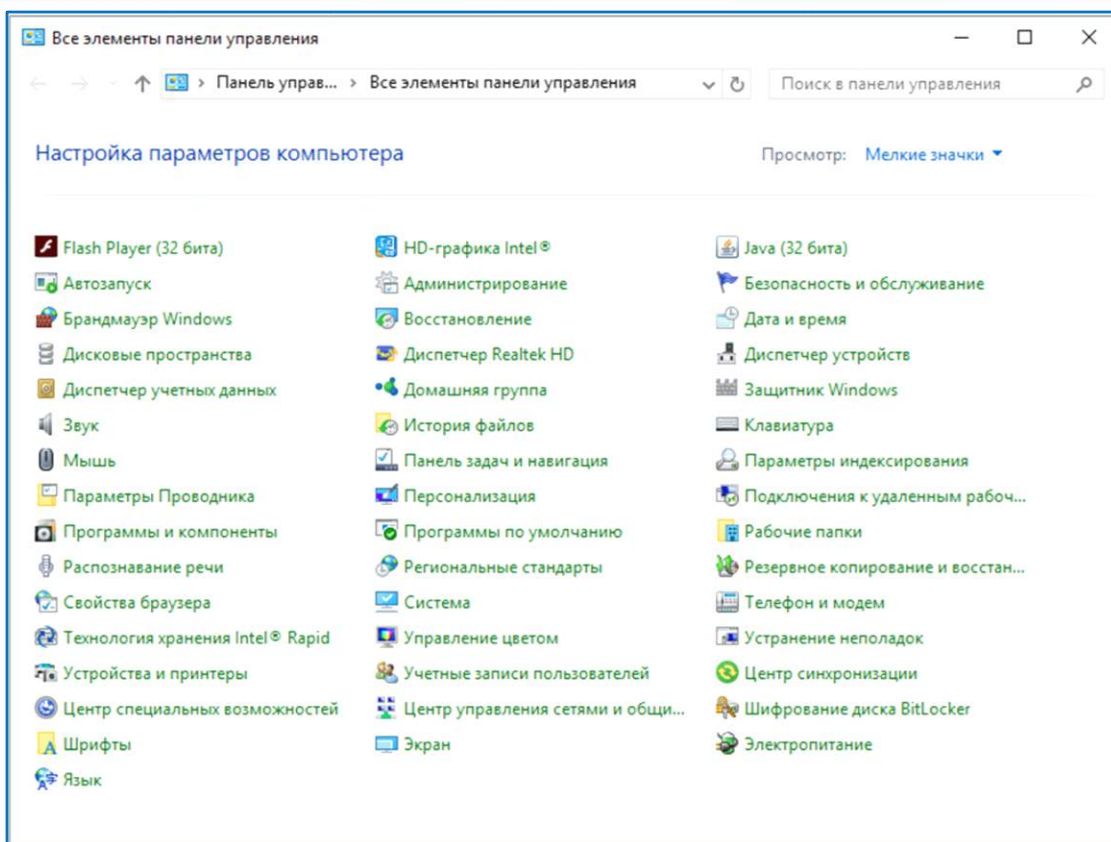 Все элементы панели управления
Панель управ... > Все элементы панели управления
Поиск в панели управления
Настройка параметров компьютера
Просмотр: Мелкие значки
Flash Player (32 бита)
HD-графика Intel®
Java (32 бита)
Автозапуск
Администрирование
Безопасность и обслуживание
Брандмауэр Windows
Восстановление
Дата и время
Дисковые пространства
Диспетчер Realtek HD
Диспетчер устройств
Диспетчер учетных данных
Домашняя группа
Защитник Windows
Звук
История файлов
Клавиатура
Мышь
Панель задач и навигация
Параметры индексирования
Параметры Проводника
Персонализация
Подключения к удаленным рабоч...
Программы и компоненты
Программы по умолчанию
Рабочие папки
Распознавание речи
Региональные стандарты
Резервное копирование и восстан...
Свойства браузера
Система
Телефон и модем
Технология хранения Intel® Rapid
Управление цветом
Устранение неполадок
Устройства и принтеры
Учетные записи пользователей
Центр синхронизации
Центр специальных возможностей
Центр управления сетями и общи...
Шифрование диска BitLocker
Шрифты
Экран
Электропитание
Язык